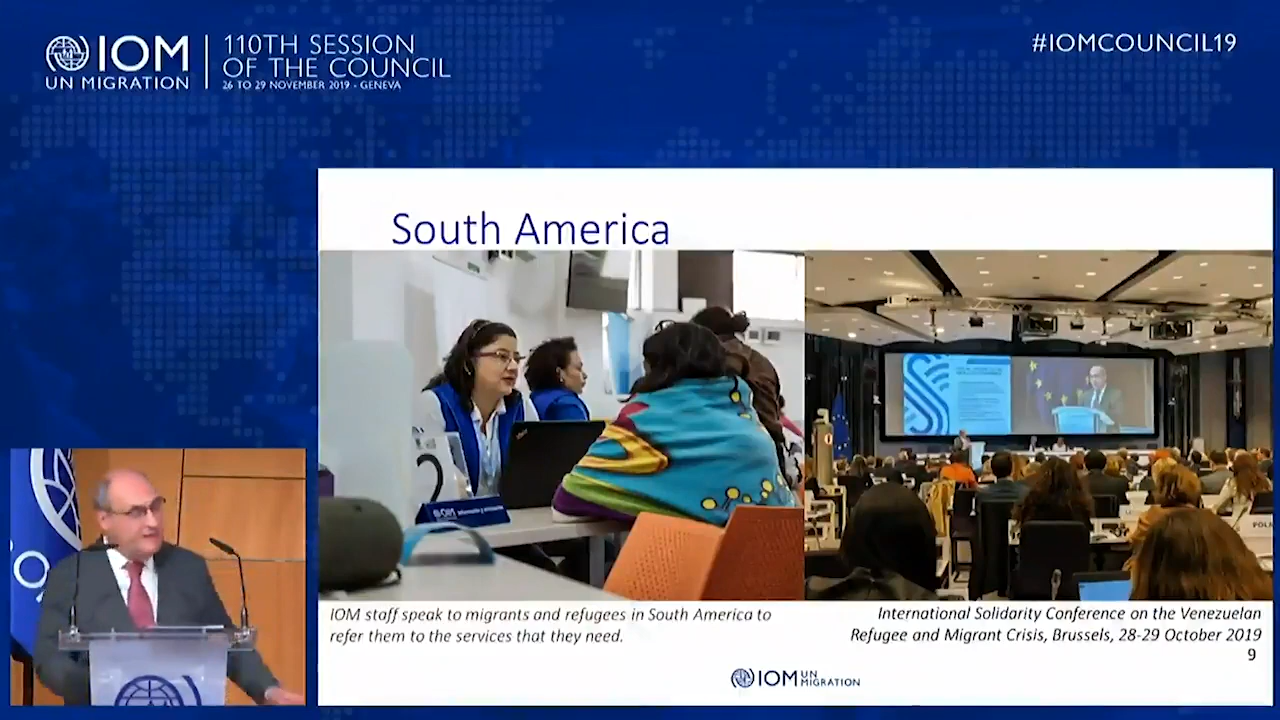 IOM
UN MIGRATION
110TH SESSION
OF THE COUNCIL
26 TO 29 NOVEMBER 2019 - GENEVA
#IOMCOUNCIL19
South America
IOM
IOM staff speak to migrants and refugees in South America to
refer them to the services that they need.
International Solidarity Conference on the Venezuelan
Refugee and Migrant Crisis, Brussels, 28-29 October 2019
9
IOM UN
MIGRATION